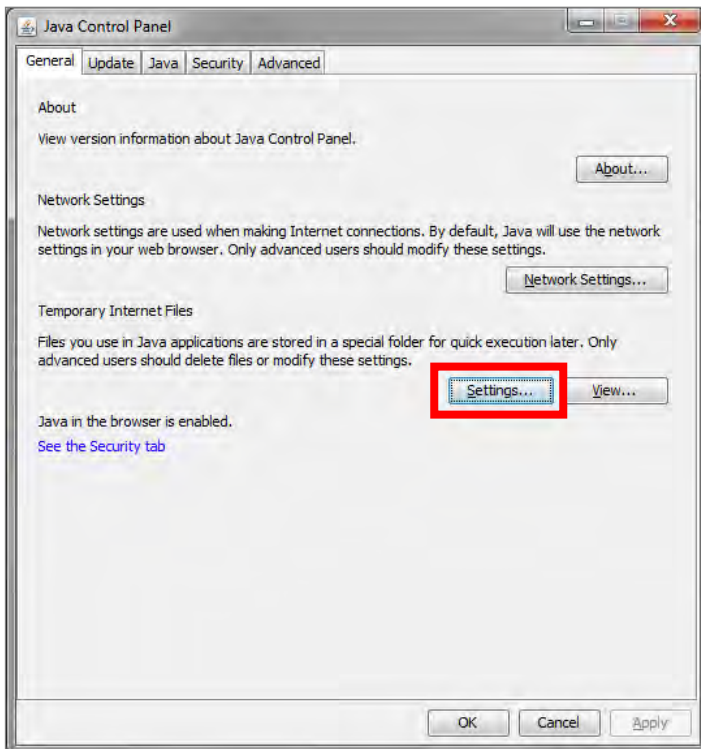 Java Control Panel
General Update Java Security Advanced
About
View version information about Java Control Panel.
About...
Network Settings
Network settings are used when making Internet connections. By default, Java will use the network
settings in your web browser. Only advanced users should modify these settings.
Network Settings...
Temporary Internet Files
Files you use in Java applications are stored in a special folder for quick execution later. Only
advanced users should delete files or modify these settings.
Settings... View...
Java in the browser is enabled.
See the Security tab
OK Cancel Apply